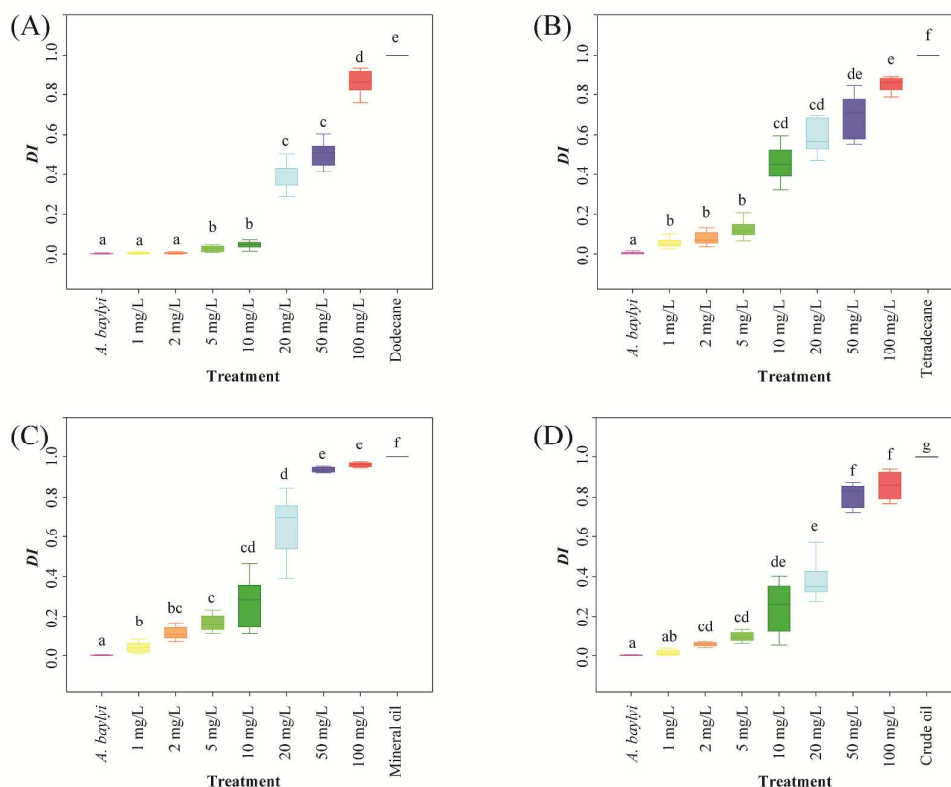 (A)
DI
1.0
0.8
0.6
0.4
0.2
0.0
a
a
a
b
b
c
c
d
e
A. baylyi
1 mg/L
2 mg/L
5 mg/L
10 mg/L
20 mg/L
50 mg/L
100 mg/L
Dodecane
Treatment
(B)
DI
1.0
0.8
0.6
0.4
0.2
0.0
a
b
b
b
cd
cd
de
e
f
A. baylyi
1 mg/L
2 mg/L
5 mg/L
10 mg/L
20 mg/L
50 mg/L
100 mg/L
Tetradecane
Treatment
(C)
DI
1.0
0.8
0.6
0.4
0.2
0.0
a
b
bc
c
cd
d
e
e
f
A. baylyi
1 mg/L
2 mg/L
5 mg/L
10 mg/L
20 mg/L
50 mg/L
100 mg/L
Mineral oil
Treatment
(D)
DI
1.0
0.8
0.6
0.4
0.2
0.0
a
ab
cd
cd
de
e
f
f
g
A. baylyi
1 mg/L
2 mg/L
5 mg/L
10 mg/L
20 mg/L
50 mg/L
100 mg/L
Crude oil
Treatment